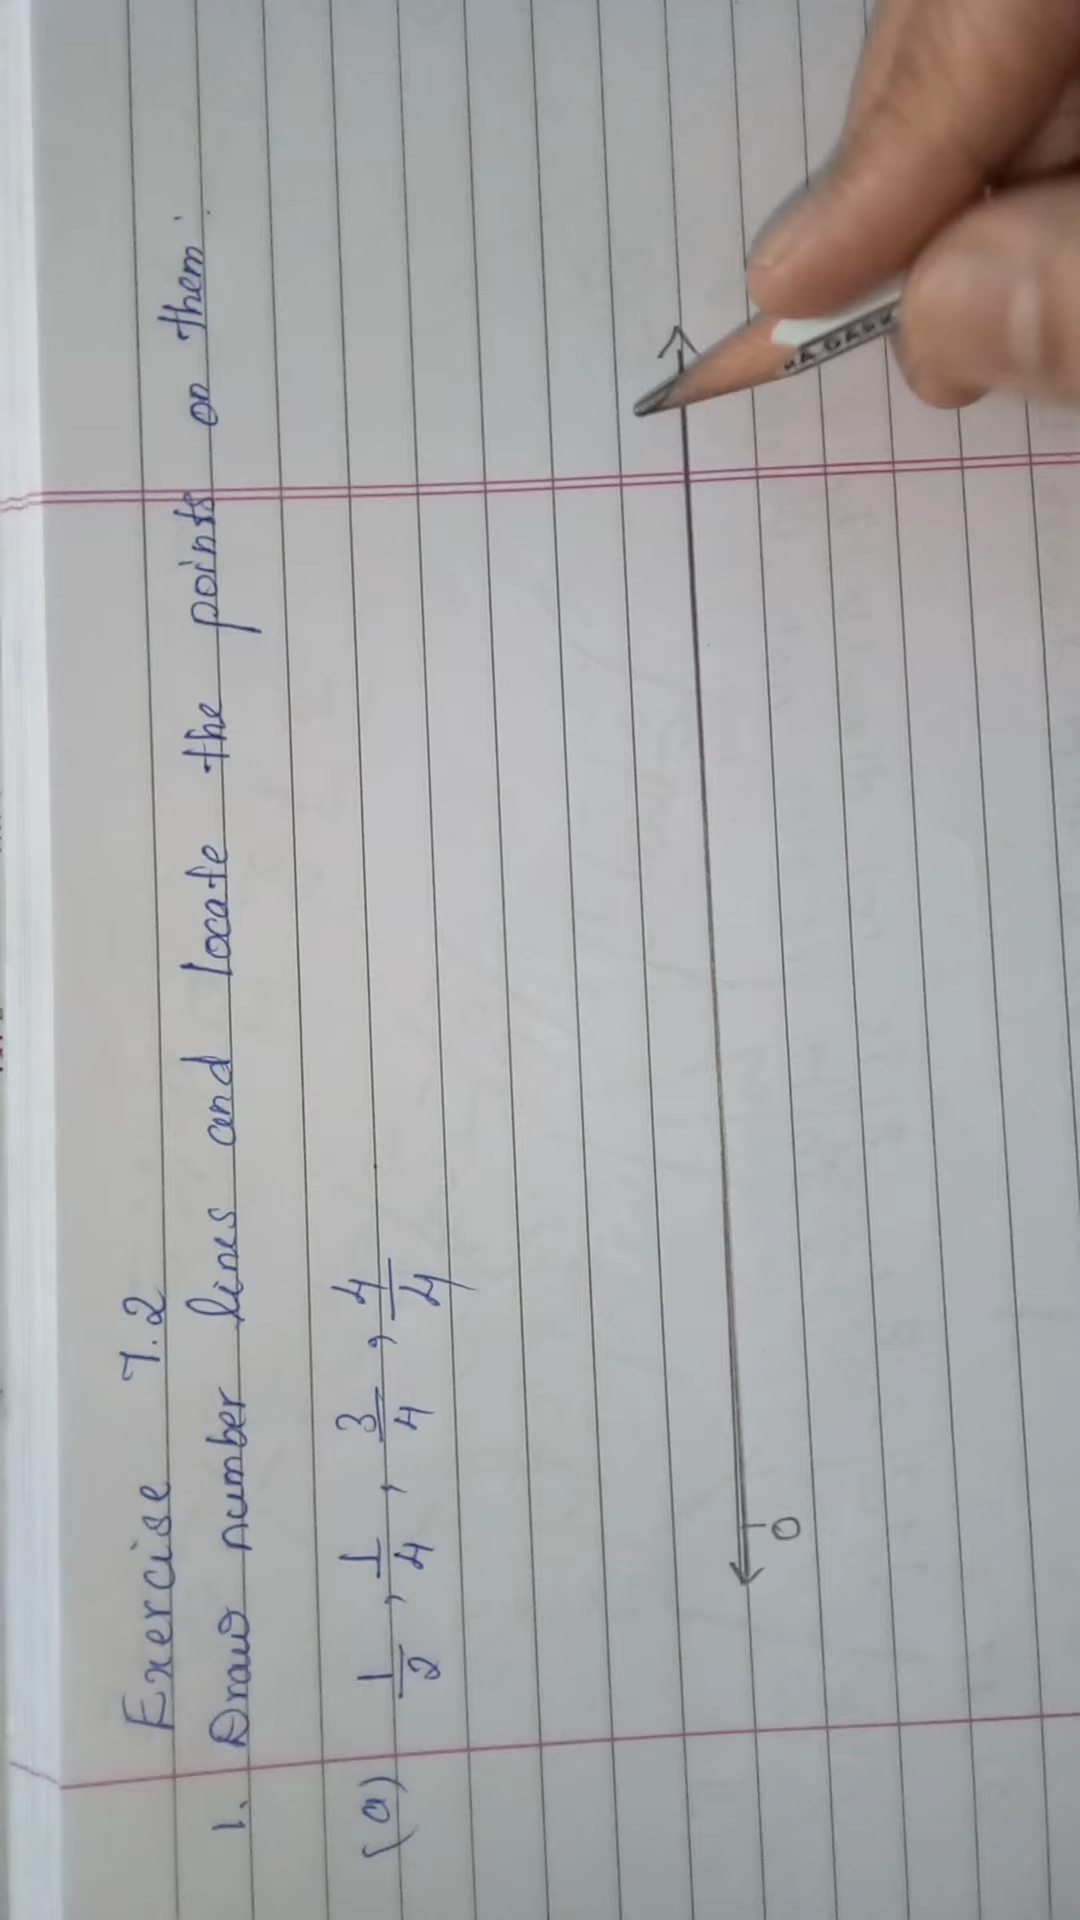 Exercise 7.2
1. Draw number lines and locate the points on them:
(a) 1/2, 1/4, 3/4, 4/4
0